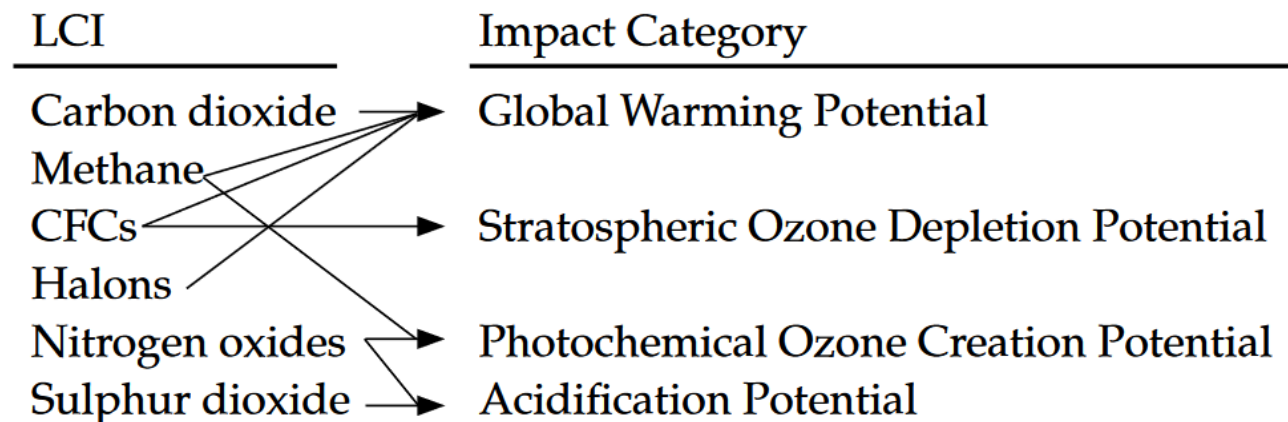 LCI Impact Category
Carbon dioxide Global Warming Potential
Methane
CFCs Stratospheric Ozone Depletion Potential
Halons
Nitrogen oxides Photochemical Ozone Creation Potential
Sulphur dioxide Acidification Potential